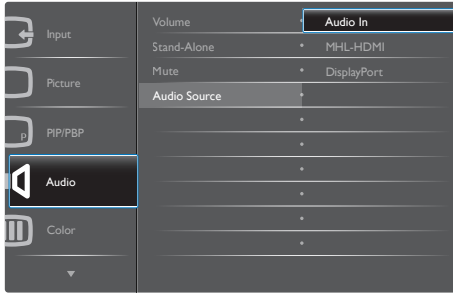 Input
Picture
PIP/PBP
P
Audio
Color
Volume
Stand-Alone
Mute
Audio Source
Audio In
MHL-HDMI
DisplayPort